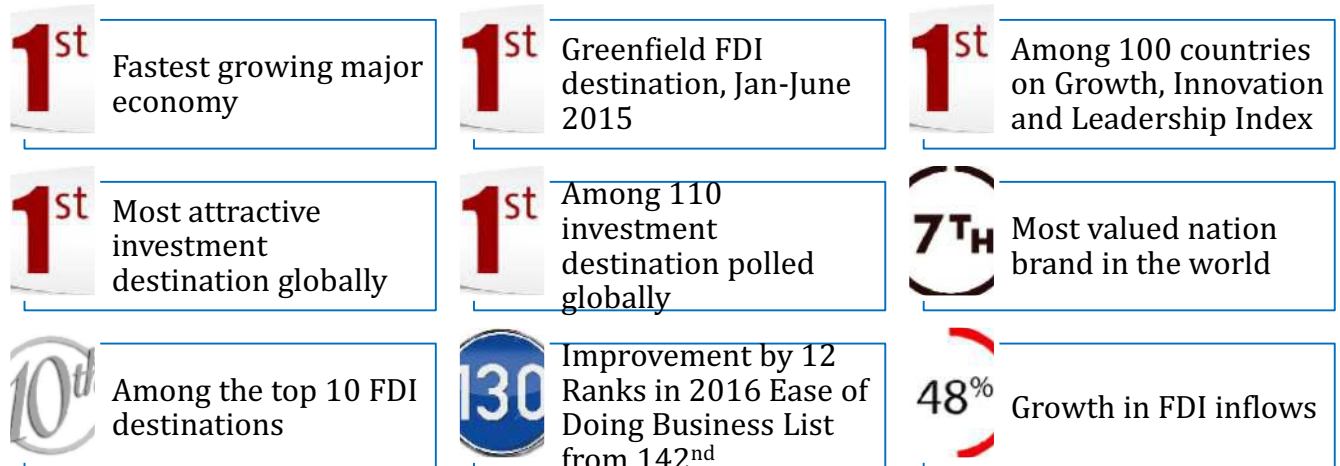 1st
Fastest growing major
economy
1st
Greenfield FDI
destination, Jan-June
2015
1st
Among 100 countries
on Growth, Innovation
and Leadership Index
1st
Most attractive
investment
destination globally
1st
Among 110
investment
destination polled
globally
7TH
Most valued nation
brand in the world
10th
Among the top 10 FDI
destinations
130
Improvement by 12
Ranks in 2016 Ease of
Doing Business List
from 142nd
48%
Growth in FDI inflows